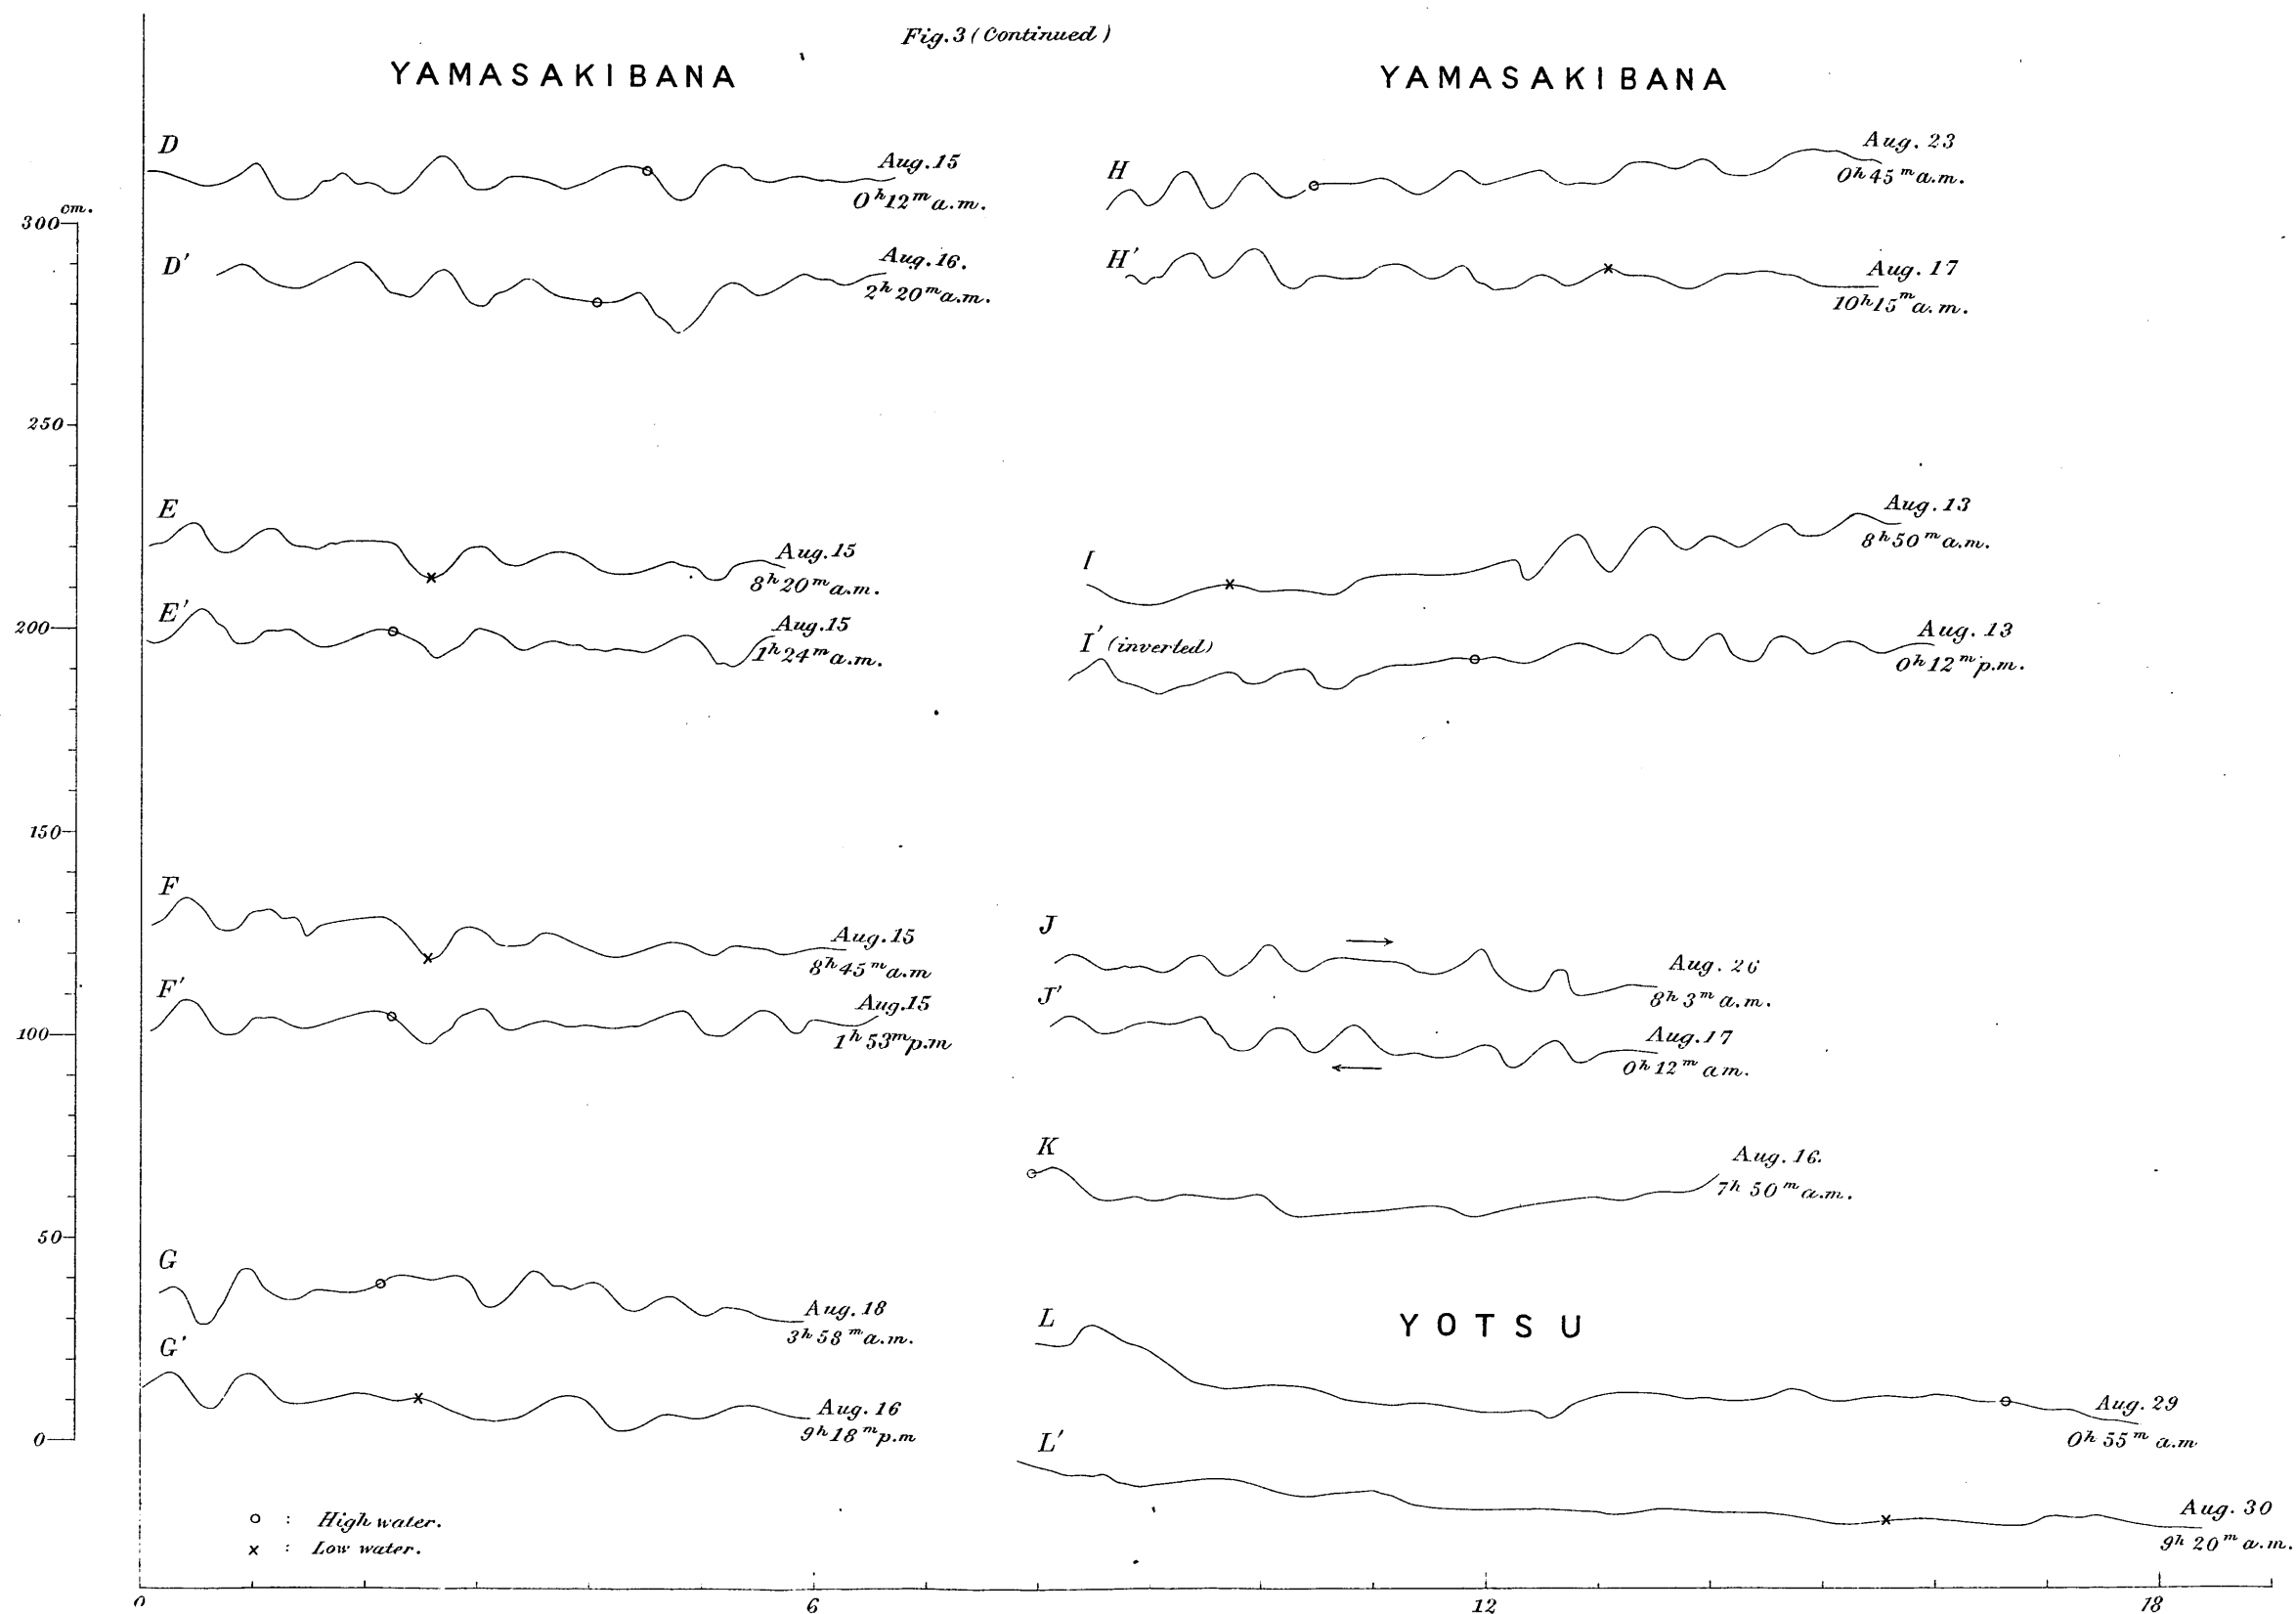 Fig. 3 (Continued)
YAMASAKIBANA
YAMASAKIBANA
D
Aug. 15
0h 12m a.m.
cm.
300
D'
Aug. 16.
2h 20m a.m.
250
E
Aug. 15
8h 20m a.m.
E'
200
Aug. 15
1h 24m a.m.
150
F
Aug. 15
8h 45m a.m
F'
Aug. 15
100
1h 53m p.m
50
G
Aug. 18
3h 58m a.m.
G'
Aug. 16
9h 18m p.m
0
o : High water.
x : Low water.
H
Aug. 23
0h 45m a.m.
H'
Aug. 17
10h 15m a.m.
I
Aug. 13
8h 50m a.m.
I' (inverted)
Aug. 13
0h 12m p.m.
J
Aug. 26
8h 3m a.m.
J'
Aug. 17
0h 12m a m.
K
Aug. 16.
7h 50m a.m.
YOTSU
L
Aug. 29
0h 55m a.m
L'
Aug. 30
9h 20m a.m.
0 6 12 18